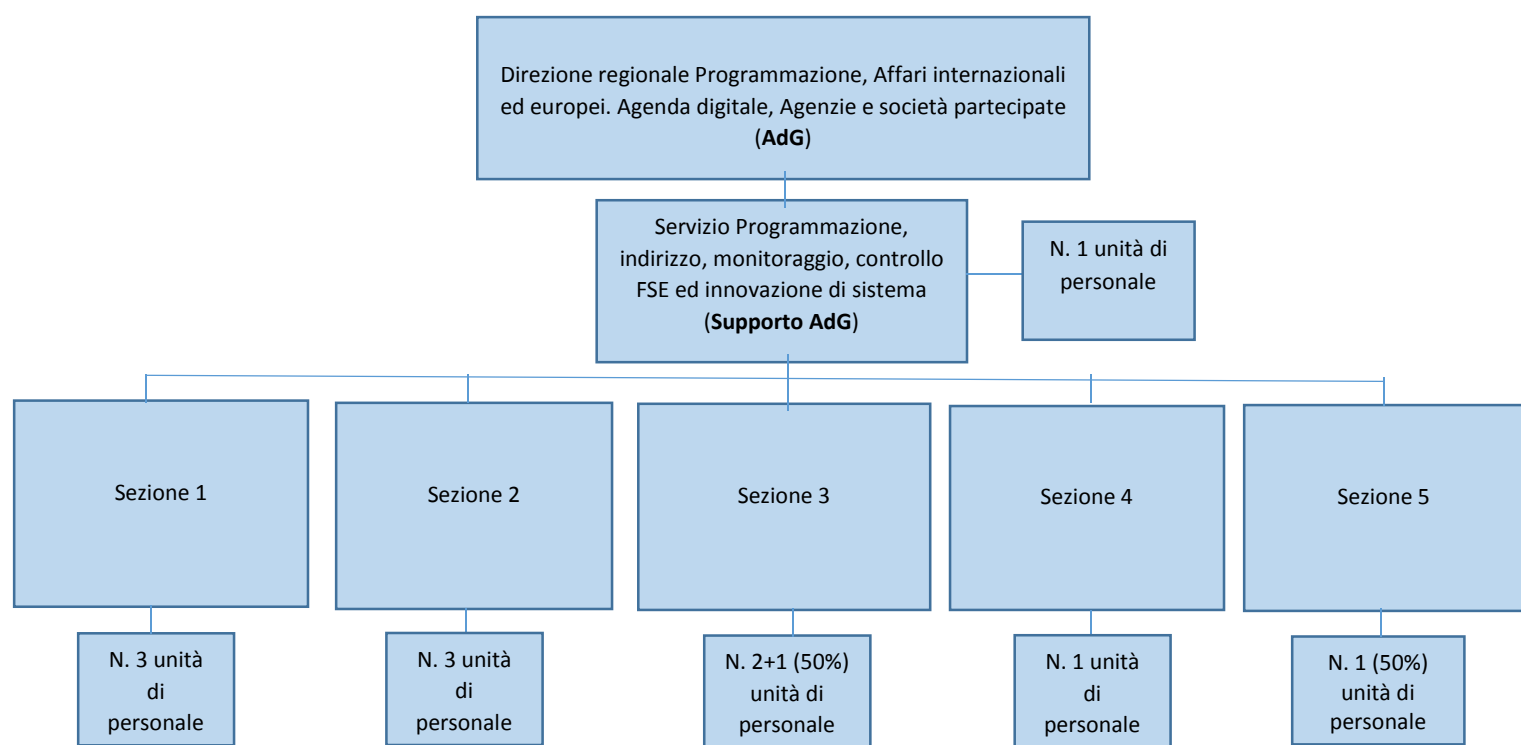 Direzione regionale Programmazione, Affari internazionali
ed europei. Agenda digitale, Agenzie e società partecipate
(AdG)
Servizio Programmazione,
indirizzo, monitoraggio, controllo
FSE ed innovazione di sistema
(Supporto AdG)
N. 1 unità di
personale
Sezione 1
Sezione 2
Sezione 3
Sezione 4
Sezione 5
N. 3 unità
di
personale
N. 3 unità
di
personale
N. 2+1 (50%)
unità di
personale
N. 1 unità
di
personale
N. 1 (50%)
unità di
personale